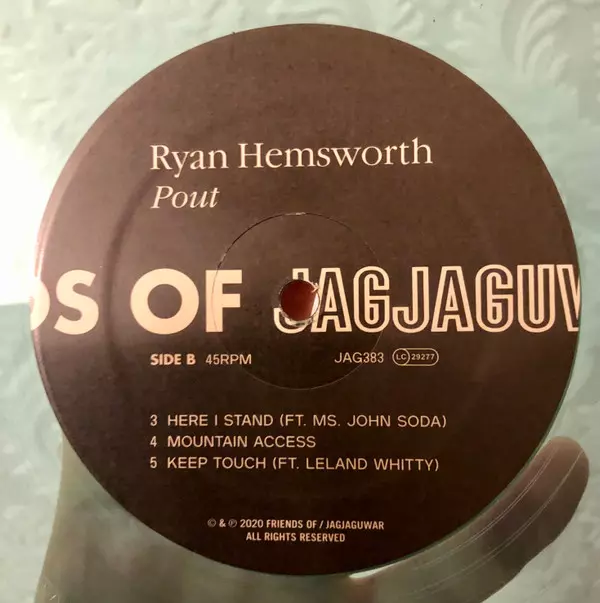 Ryan Hemsworth
Pout
DS OF JAGJAGUW
SIDE B 45RPM JAG383 LC 29277
3 HERE I STAND (FT. MS. JOHN SODA)
4 MOUNTAIN ACCESS
5 KEEP TOUCH (FT. LELAND WHITTY)
© & ℗ 2020 FRIENDS OF / JAGJAGUWAR
ALL RIGHTS RESERVED